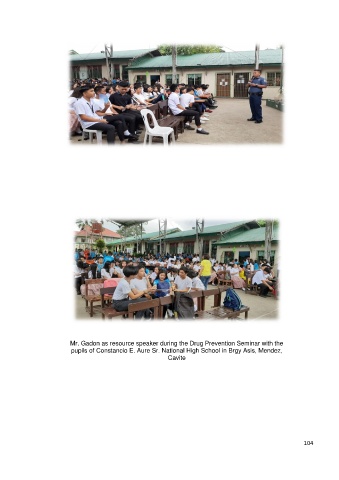 Mr. Gadon as resource speaker during the Drug Prevention Seminar with the
pupils of Constancio E. Aure Sr. National High School in Brgy Asis, Mendez,
Cavite
104